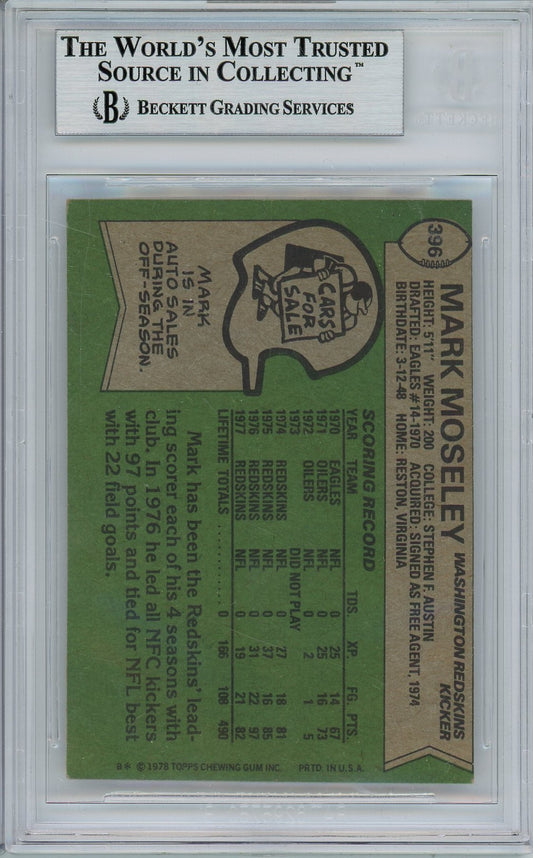 THE WORLD'S MOST TRUSTED
SOURCE IN COLLECTING™
B BECKETT GRADING SERVICES
396
MARK MOSELEY WASHINGTON REDSKINS
KICKER
HEIGHT: 5'11" WEIGHT: 200 COLLEGE: STEPHEN F. AUSTIN
DRAFTED: EAGLES #14-1970 ACQUIRED: SIGNED AS FREE AGENT, 1974
BIRTHDATE: 3-12-48 HOME: RESTON, VIRGINIA
CARS
FOR
SALE
MARK
IS IN
AUTO SALES
DURING THE
OFF-SEASON.
SCORING RECORD
YEAR TEAM TDS. XP. FG. PTS.
1970 EAGLES NFL 0 25 14 67
1971 OILERS NFL 0 25 16 73
1972 OILERS NFL 0 2 1 5
1973 DID NOT PLAY
1974 REDSKINS NFL 0 27 18 81
1975 REDSKINS NFL 0 37 16 85
1976 REDSKINS NFL 0 31 22 97
1977 REDSKINS NFL 0 19 21 82
LIFETIME TOTALS .......... 0 166 108 490
Mark has been the Redskins' lead-
ing scorer each of his 4 seasons with
club. In 1976 he led all NFC kickers
with 97 points and tied for NFL best
with 22 field goals.
B* © 1978 TOPPS CHEWING GUM INC. PRTD. IN U.S.A.